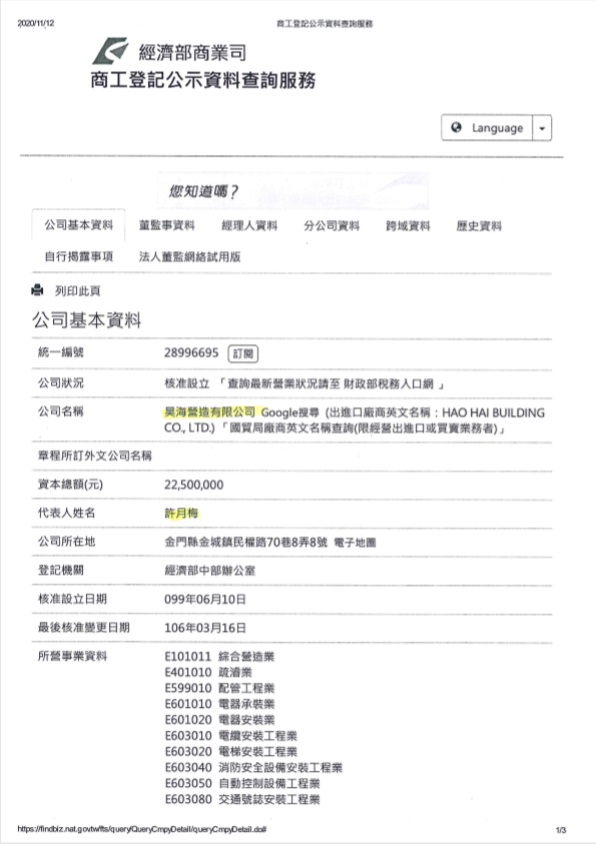 2020/11/12
商工登記公示資料查詢服務
經濟部商業司
商工登記公示資料查詢服務
Language
您知道嗎?
公司基本資料 董監事資料 經理人資料 分公司資料 跨域資料 歷史資料
自行揭露事項 法人董監網絡試用版
列印此頁
公司基本資料
統一編號 28996695 訂閱
公司狀況 核准設立 「查詢最新營業狀況請至 財政部稅務入口網 」
公司名稱 昊海營造有限公司 Google搜尋 (出進口廠商英文名稱：HAO HAI BUILDING
CO., LTD.) 「國貿局廠商英文名稱查詢(限經營出進口或買賣業務者)」
章程所訂外文公司名稱
資本總額(元) 22,500,000
代表人姓名 許月梅
公司所在地 金門縣金城鎮民權路70巷8弄8號 電子地圖
登記機關 經濟部中部辦公室
核准設立日期 099年06月10日
最後核准變更日期 106年03月16日
所營事業資料 E101011 綜合營造業
E401010 疏濬業
E599010 配管工程業
E601010 電器承裝業
E601020 電器安裝業
E603010 電纜安裝工程業
E603020 電梯安裝工程業
E603040 消防安全設備安裝工程業
E603050 自動控制設備工程業
E603080 交通號誌安裝工程業
https://findbiz.nat.gov.tw/fts/query/QueryCmpyDetail/queryCmpyDetail.do#
1/3